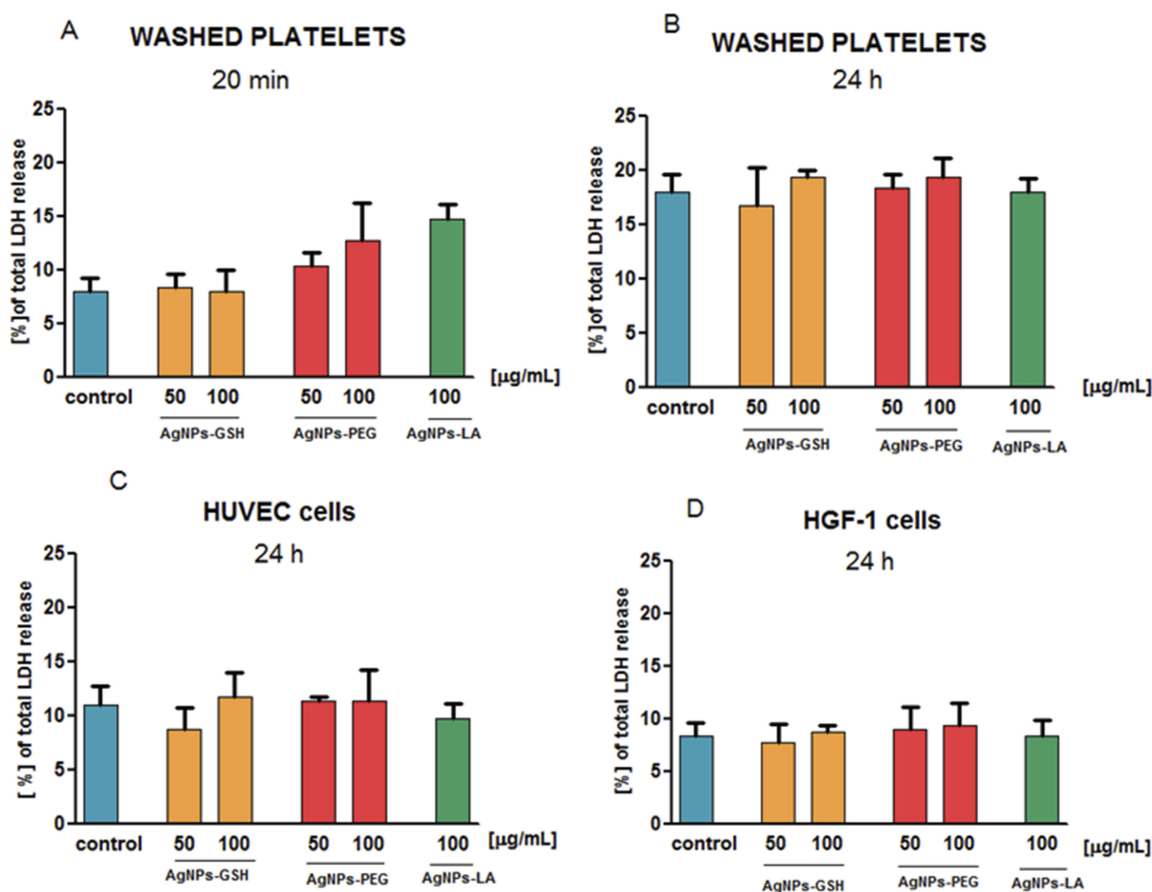 A
WASHED PLATELETS
20 min
[%]of total LDH release
25
20
15
10
5
0
control
50
100
50
100
100
[μg/mL]
AgNPs-GSH
AgNPs-PEG
AgNPs-LA
B
WASHED PLATELETS
24 h
[%] of total LDH release
25
20
15
10
5
0
control
50
100
50
100
100
[μg/mL]
AgNPs-GSH
AgNPs-PEG
AgNPs-LA
C
HUVEC cells
24 h
[ %] of total LDH release
25
20
15
10
5
0
control
50
100
50
100
100
[μg/mL]
AgNPs-GSH
AgNPs-PEG
AgNPs-LA
D
HGF-1 cells
24 h
[%] of total LDH release
25
20
15
10
5
0
control
50
100
50
100
100
[μg/mL]
AgNPs-GSH
AgNPs-PEG
AgNPs-LA